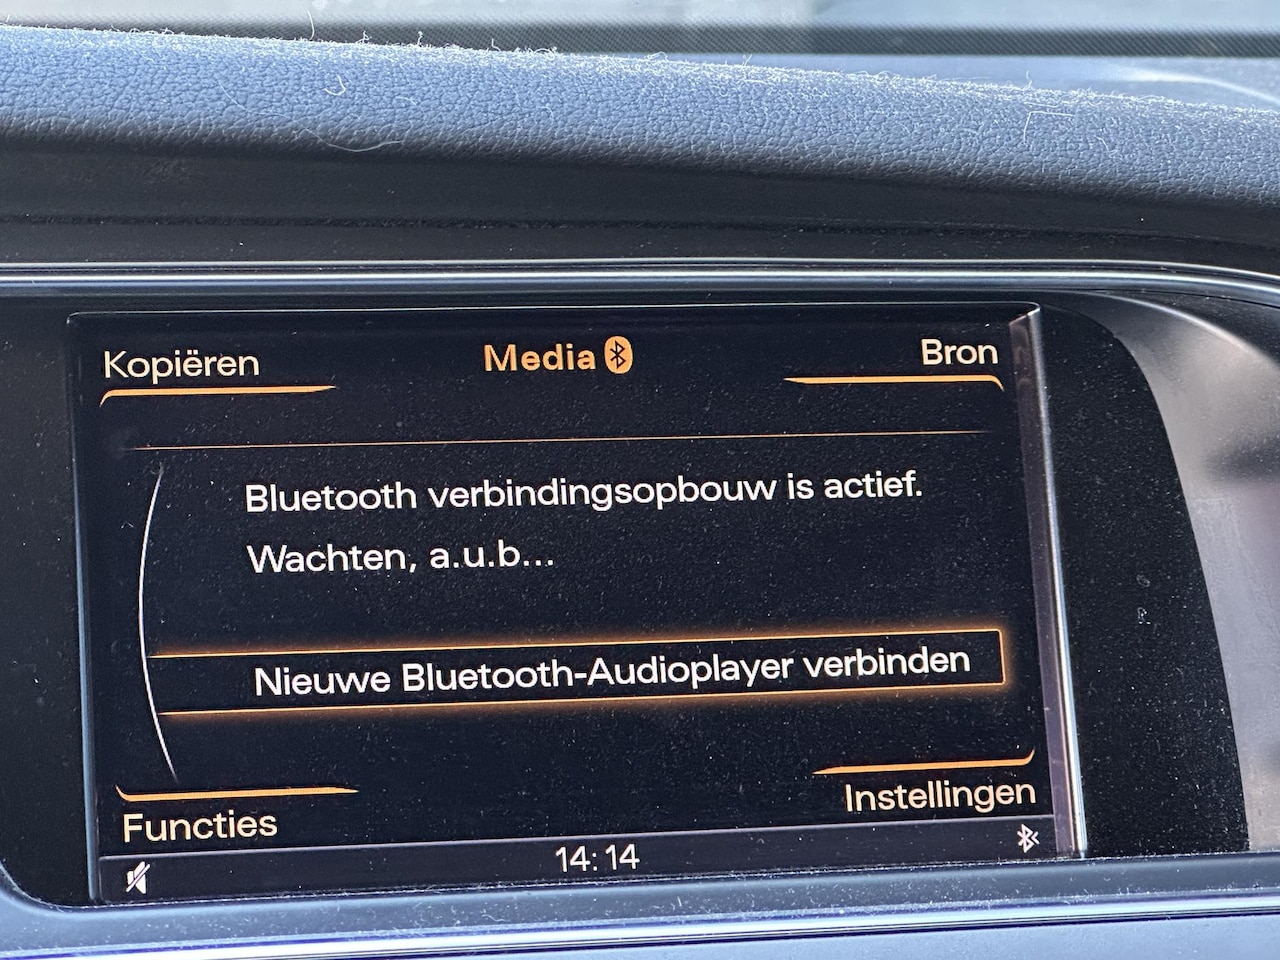 Kopiëren
Media
Bron
Bluetooth verbindingsopbouw is actief.
Wachten, a.u.b...
Nieuwe Bluetooth-Audioplayer verbinden
Functies
Instellingen
14:14